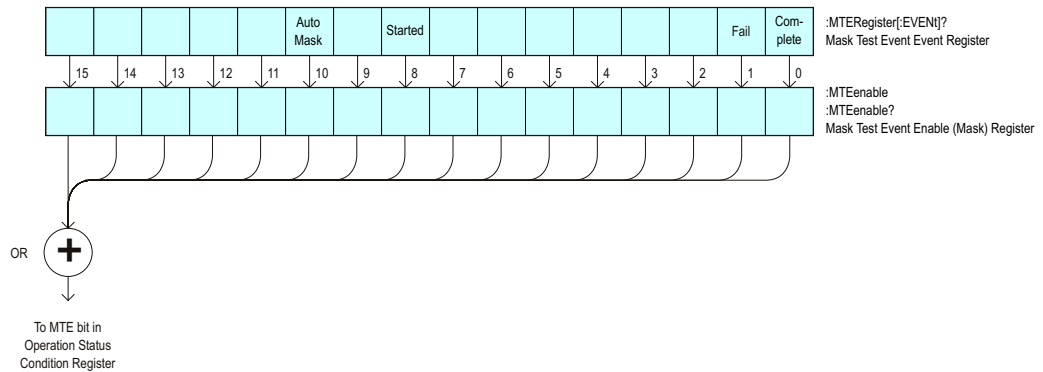 Auto
Mask
Started
Fail
Com-
plete
:MTERegister[:EVENt]?
Mask Test Event Event Register
15 14 13 12 11 10 9 8 7 6 5 4 3 2 1 0
:MTEenable
:MTEenable?
Mask Test Event Enable (Mask) Register
OR
+
To MTE bit in
Operation Status
Condition Register